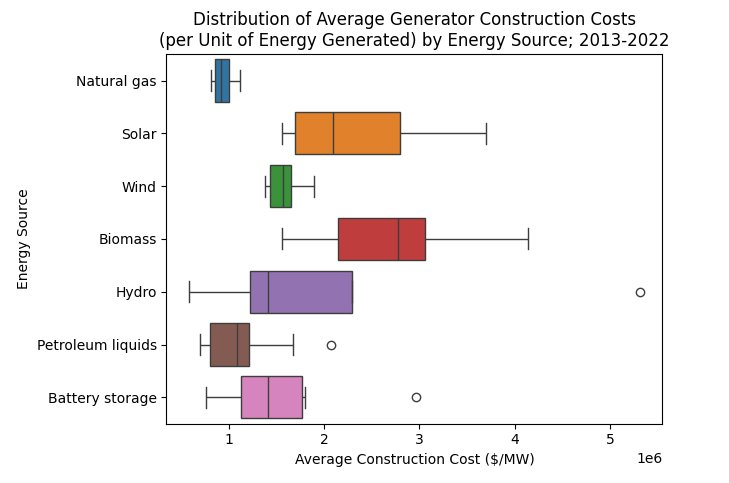 Distribution of Average Generator Construction Costs
(per Unit of Energy Generated) by Energy Source; 2013-2022
Energy Source
Natural gas
Solar
Wind
Biomass
Hydro
Petroleum liquids
Battery storage
1 2 3 4 5
1e6
Average Construction Cost ($/MW)